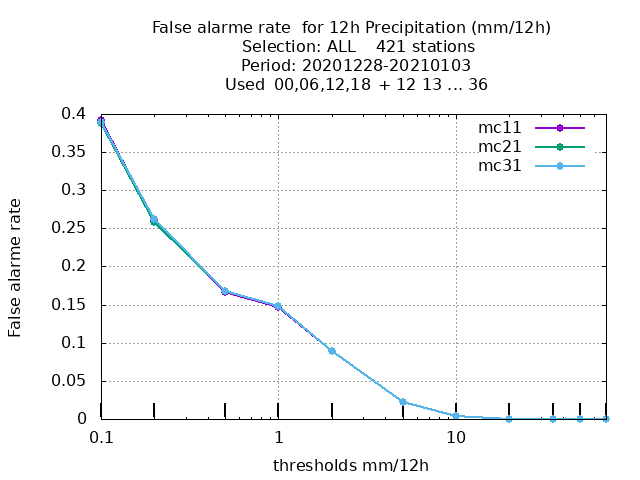 False alarme rate  for 12h Precipitation (mm/12h)
Selection: ALL    421 stations
Period: 20201228-20210103
Used  00,06,12,18  + 12 13 ... 36
mc11
mc21
mc31
False alarme rate
0.4
0.35
0.3
0.25
0.2
0.15
0.1
0.05
0
0.1
1
10
thresholds mm/12h